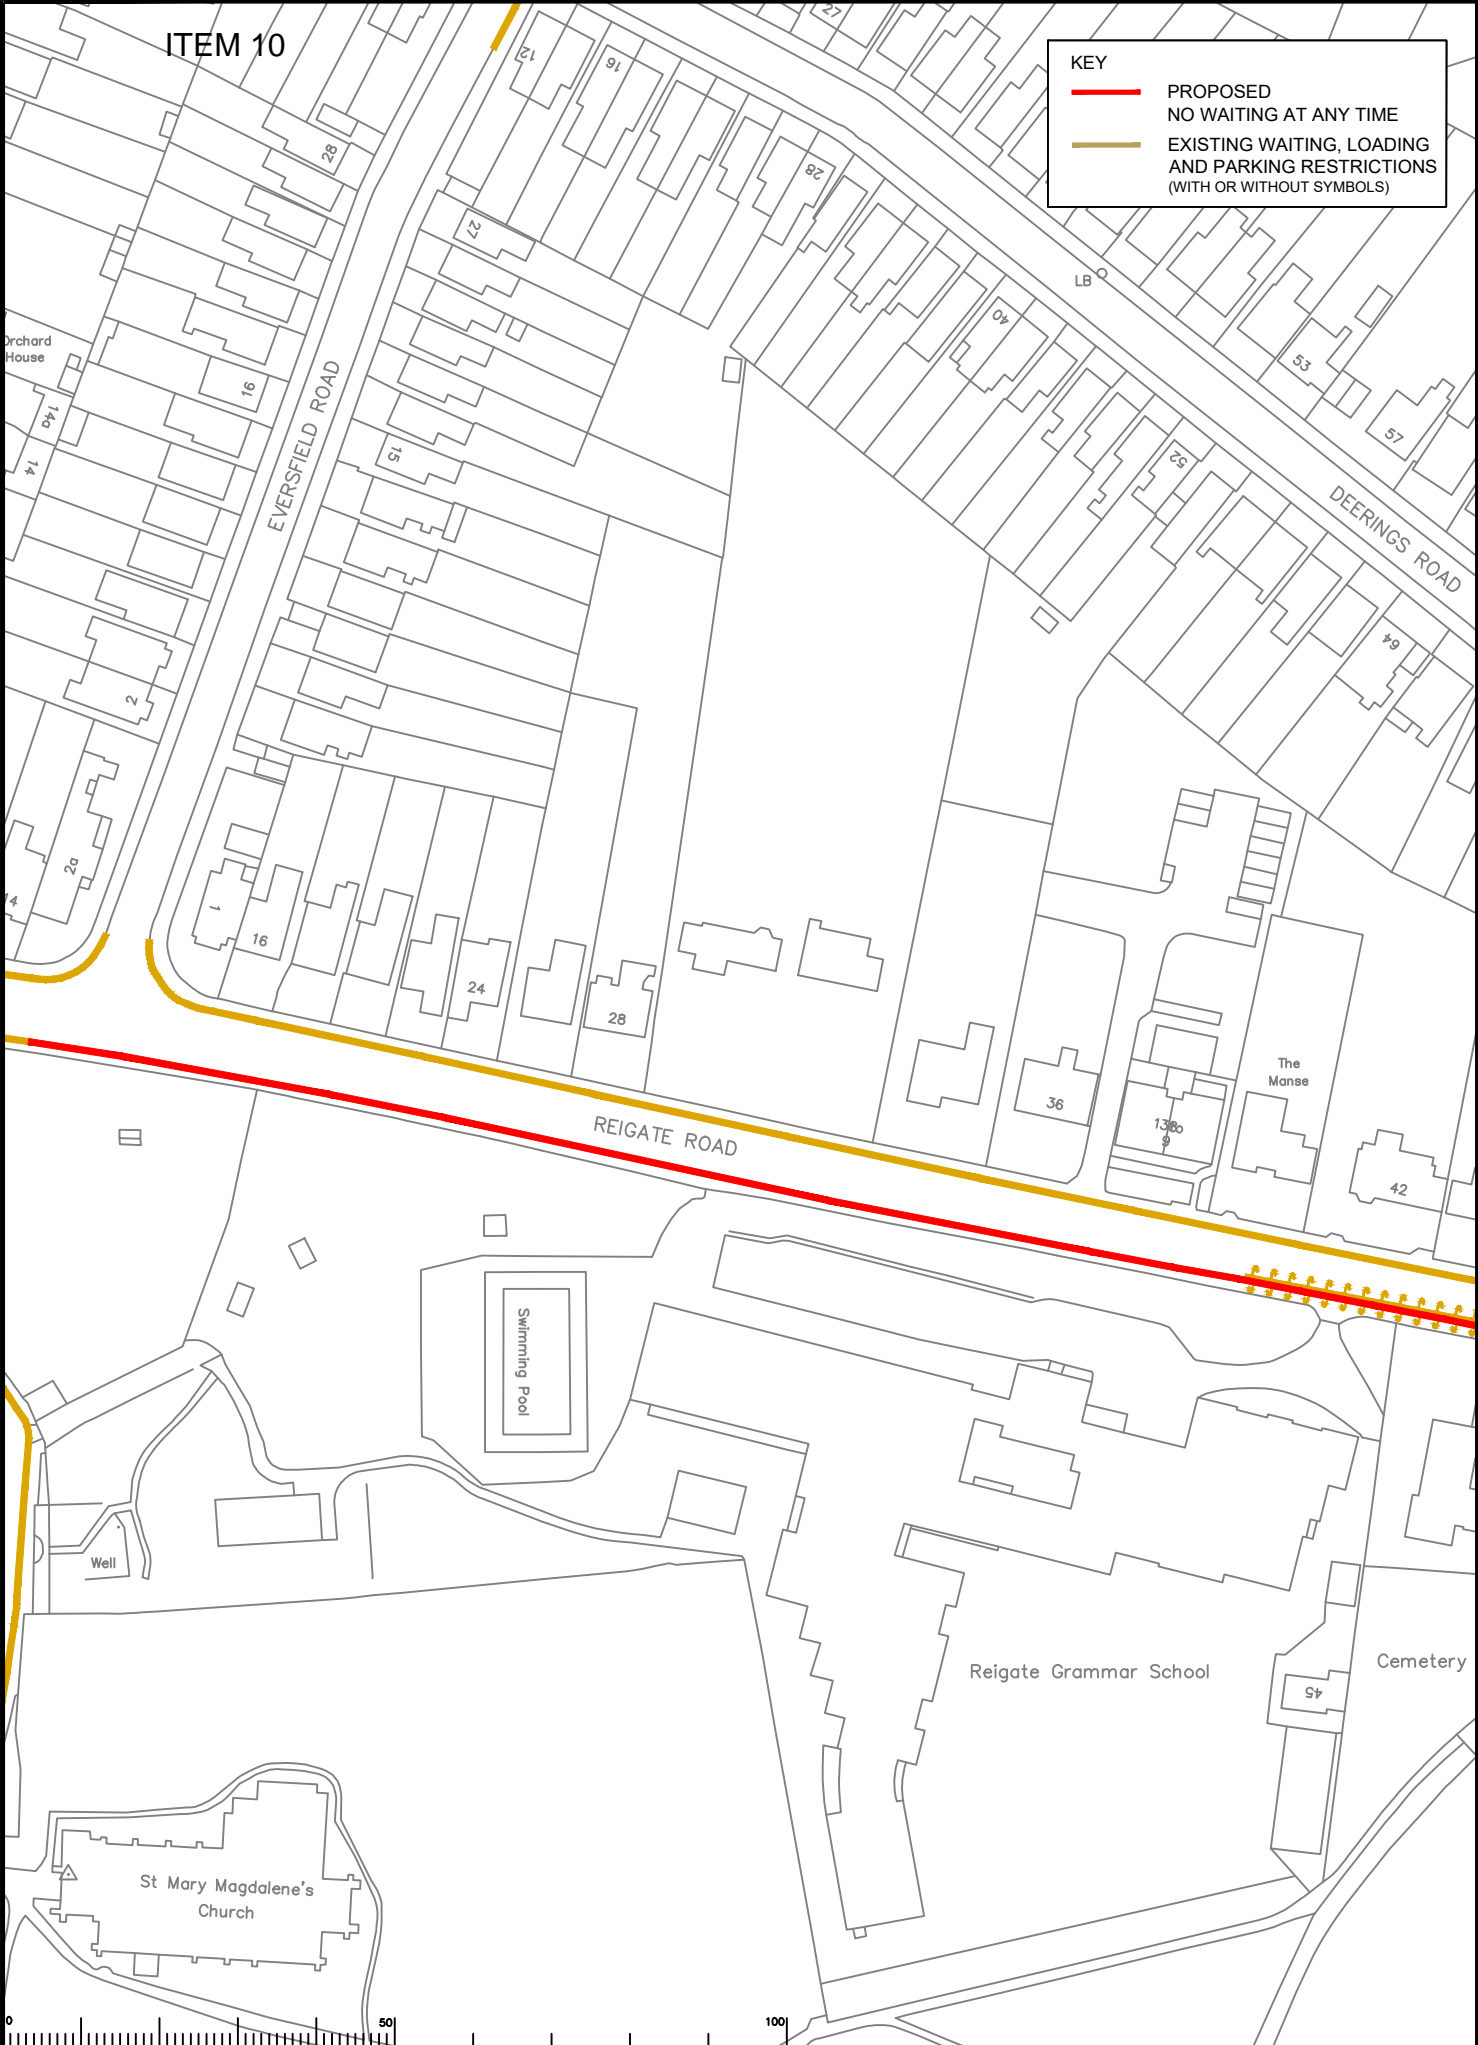 ITEM 10
KEY
PROPOSED
NO WAITING AT ANY TIME
EXISTING WAITING, LOADING
AND PARKING RESTRICTIONS
(WITH OR WITHOUT SYMBOLS)
27
12
16
28
28
27
LB
40
53
57
Orchard
House
16
14a
14
15
EVERSFIELD ROAD
52
DEERINGS ROAD
64
2
2a
14
1
16
24
28
The
Manse
36
42
REIGATE ROAD
Swimming Pool
Well
Reigate Grammar School
Cemetery
45
St Mary Magdalene's
Church
0
50
100